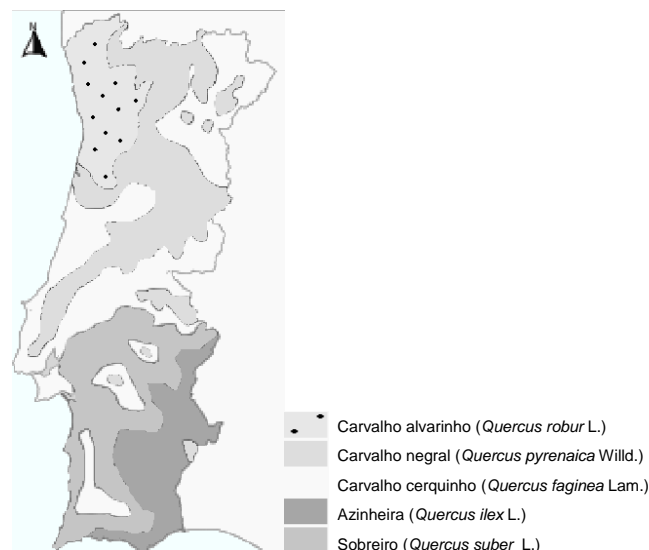 N
Carvalho alvarinho (Quercus robur L.)
Carvalho negral (Quercus pyrenaica Willd.)
Carvalho cerquinho (Quercus faginea Lam.)
Azinheira (Quercus ilex L.)
Sobreiro (Quercus suber L.)